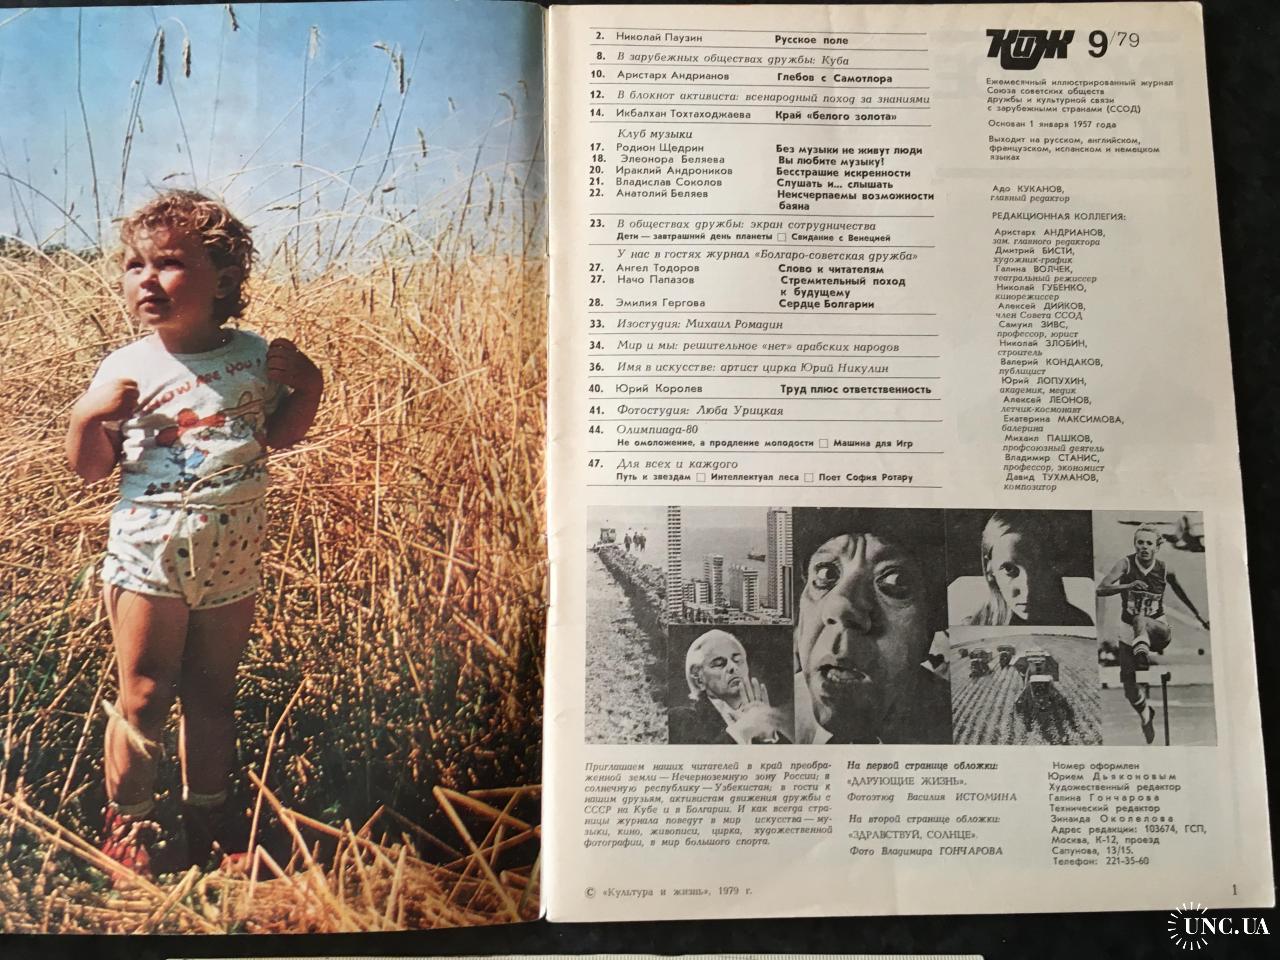 HOW ARE YOU?
2. Николай Паузин Русское поле
8. В зарубежных обществах дружбы: Куба
10. Аристарх Андрианов Глебов с Самотлора
12. В блокнот активиста: всенародный поход за знаниями
14. Икбалхан Тохтаходжаева Край «белого золота»
Клуб музыки
17. Родион Щедрин Без музыки не живут люди
18. Элеонора Беляева Вы любите музыку!
20. Ираклий Андроников Бесстрашие искренности
21. Владислав Соколов Слушать и... слышать
22. Анатолий Беляев Неисчерпаемы возможности
баяна
23. В обществах дружбы: экран сотрудничества
Дети — завтрашний день планеты □ Свидание с Венецией
У нас в гостях журнал «Болгаро-советская дружба»
27. Ангел Тодоров Слово к читателям
27. Начо Папазов Стремительный поход
к будущему
28. Эмилия Гергова Сердце Болгарии
33. Изостудия: Михаил Ромадин
34. Мир и мы: решительное «нет» арабских народов
36. Имя в искусстве: артист цирка Юрий Никулин
40. Юрий Королев Труд плюс ответственность
41. Фотостудия: Люба Урицкая
44. Олимпиада-80
Не омоложение, а продление молодости □ Машина для Игр
47. Для всех и каждого
Путь к звездам □ Интеллектуал леса □ Поет София Ротару
КиЖ 9/79
Ежемесячный иллюстрированный журнал
Союза советских обществ
дружбы и культурной связи
с зарубежными странами (ССОД)
Основан 1 января 1957 года
Выходит на русском, английском,
французском, испанском и немецком
языках
Адо КУКАНОВ,
главный редактор
РЕДАКЦИОННАЯ КОЛЛЕГИЯ:
Аристарх АНДРИАНОВ,
зам. главного редактора
Дмитрий БИСТИ,
художник-график
Галина ВОЛЧЕК,
театральный режиссер
Николай ГУБЕНКО,
кинорежиссер
Алексей ДИЙКОВ,
член Совета ССОД
Самуил ЗИВС,
профессор, юрист
Николай ЗЛОБИН,
строитель
Валерий КОНДАКОВ,
публицист
Юрий ЛОПУХИН,
академик, медик
Алексей ЛЕОНОВ,
летчик-космонавт
Екатерина МАКСИМОВА,
балерина
Михаил ПАШКОВ,
профсоюзный деятель
Владимир СТАНИС,
профессор, экономист
Давид ТУХМАНОВ,
композитор
Приглашаем наших читателей в край преобра-
женной земли — Нечерноземную зону России; в
солнечную республику — Узбекистан; в гости к
нашим друзьям, активистам движения дружбы с
СССР на Кубе и в Болгарии. И как всегда стра-
ницы журнала поведут в мир искусства — му-
зыки, кино, живописи, цирка, художественной
фотографии, в мир большого спорта.
На первой странице обложки:
«ДАРУЮЩИЕ ЖИЗНЬ».
Фотоэтюд Василия ИСТОМИНА
На второй странице обложки:
«ЗДРАВСТВУЙ, СОЛНЦЕ».
Фото Владимира ГОНЧАРОВА
Номер оформлен
Юрием Дьяконовым
Художественный редактор
Галина Гончарова
Технический редактор
Зинаида Околелова
Адрес редакции: 103674, ГСП,
Москва, К-12, проезд
Сапунова, 13/15.
Телефон: 221-35-60
© «Культура и жизнь», 1979 г.
1
UNC.UA